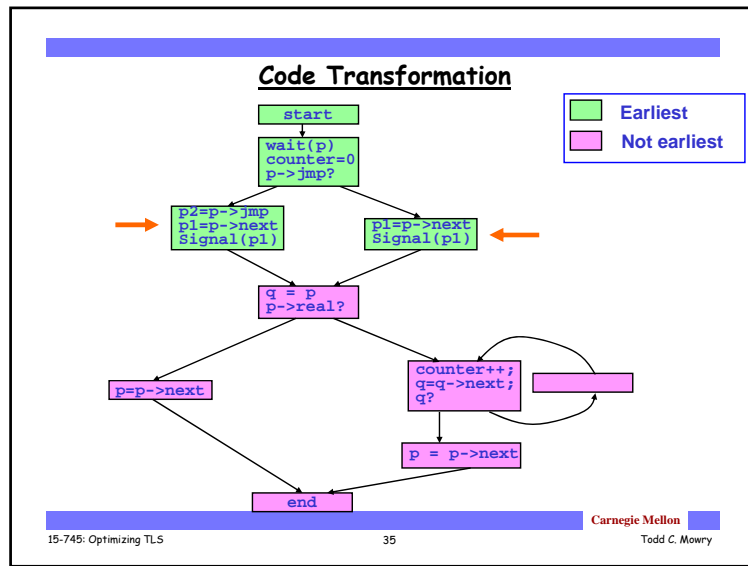 Code Transformation
Earliest
Not earliest
start
wait(p)
counter=0
p->jmp?
p2=p->jmp
p1=p->next
Signal(p1)
p1=p->next
Signal(p1)
q = p
p->real?
p=p->next
counter++;
q=q->next;
q?
p = p->next
end
Carnegie Mellon
15-745: Optimizing TLS
35
Todd C. Mowry